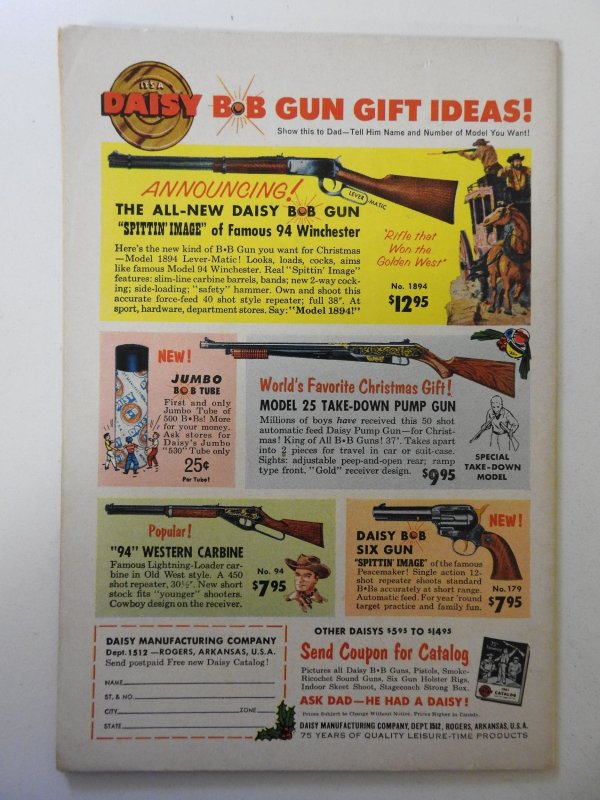 IT'S A
DAISY B•B GUN GIFT IDEAS!
Show this to Dad—Tell Him Name and Number of Model You Want!
LEVER MATIC
ANNOUNCING!
THE ALL-NEW DAISY B•B GUN
"SPITTIN' IMAGE" of Famous 94 Winchester
Here's the new kind of B•B Gun you want for Christmas
—Model 1894 Lever-Matic! Looks, loads, cocks, aims
like famous Model 94 Winchester. Real "Spittin' Image"
features: slim-line carbine barrels, bands; new 2-way cock-
ing; side-loading; "safety" hammer. Own and shoot this
accurate force-feed 40 shot style repeater; full 38". At
sport, hardware, department stores. Say: "Model 1894!"
"Rifle that
Won the
Golden West"
No. 1894
$12.95
NEW!
JUMBO
B•B TUBE
First and only
Jumbo Tube of
500 B•Bs! More
for your money.
Ask stores for
Daisy's Jumbo
"530" Tube only
25¢
Per Tube!
World's Favorite Christmas Gift!
MODEL 25 TAKE-DOWN PUMP GUN
Millions of boys have received this 50 shot
automatic feed Daisy Pump Gun—for Christ-
mas! King of All B•B Guns! 37". Takes apart
into 2 pieces for travel in car or suit-case.
Sights: adjustable peep-and-open rear; ramp
type front. "Gold" receiver design.
$9.95
SPECIAL
TAKE-DOWN
MODEL
Popular!
"94" WESTERN CARBINE
Famous Lightning-Loader car-
bine in Old West style. A 450
shot repeater, 30½". New short
stock fits "younger" shooters.
Cowboy design on the receiver.
No. 94
$7.95
NEW!
DAISY B•B
SIX GUN
"SPITTIN' IMAGE" of the famous
Peacemaker! Single action 12-
shot repeater shoots standard
B•Bs accurately at short range.
Automatic feed. For year 'round
target practice and family fun.
No. 179
$7.95
DAISY MANUFACTURING COMPANY
Dept. 1512—ROGERS, ARKANSAS, U.S.A.
Send postpaid Free new Daisy Catalog!
NAME
ST. & NO.
CITY ZONE
STATE
OTHER DAISYS $5.95 TO $14.95
Send Coupon for Catalog
Pictures all Daisy B•B Guns, Pistols, Smoke-
Ricochet Sound Guns, Six Gun Holster Rigs,
Indoor Skeet Shoot, Stagecoach Strong Box.
ASK DAD—HE HAD A DAISY!
Prices Subject to Change Without Notice. Prices Higher in Canada.
DAISY MANUFACTURING COMPANY, DEPT. 1512, ROGERS, ARKANSAS, U.S.A.
75 YEARS OF QUALITY LEISURE-TIME PRODUCTS
CATALOG